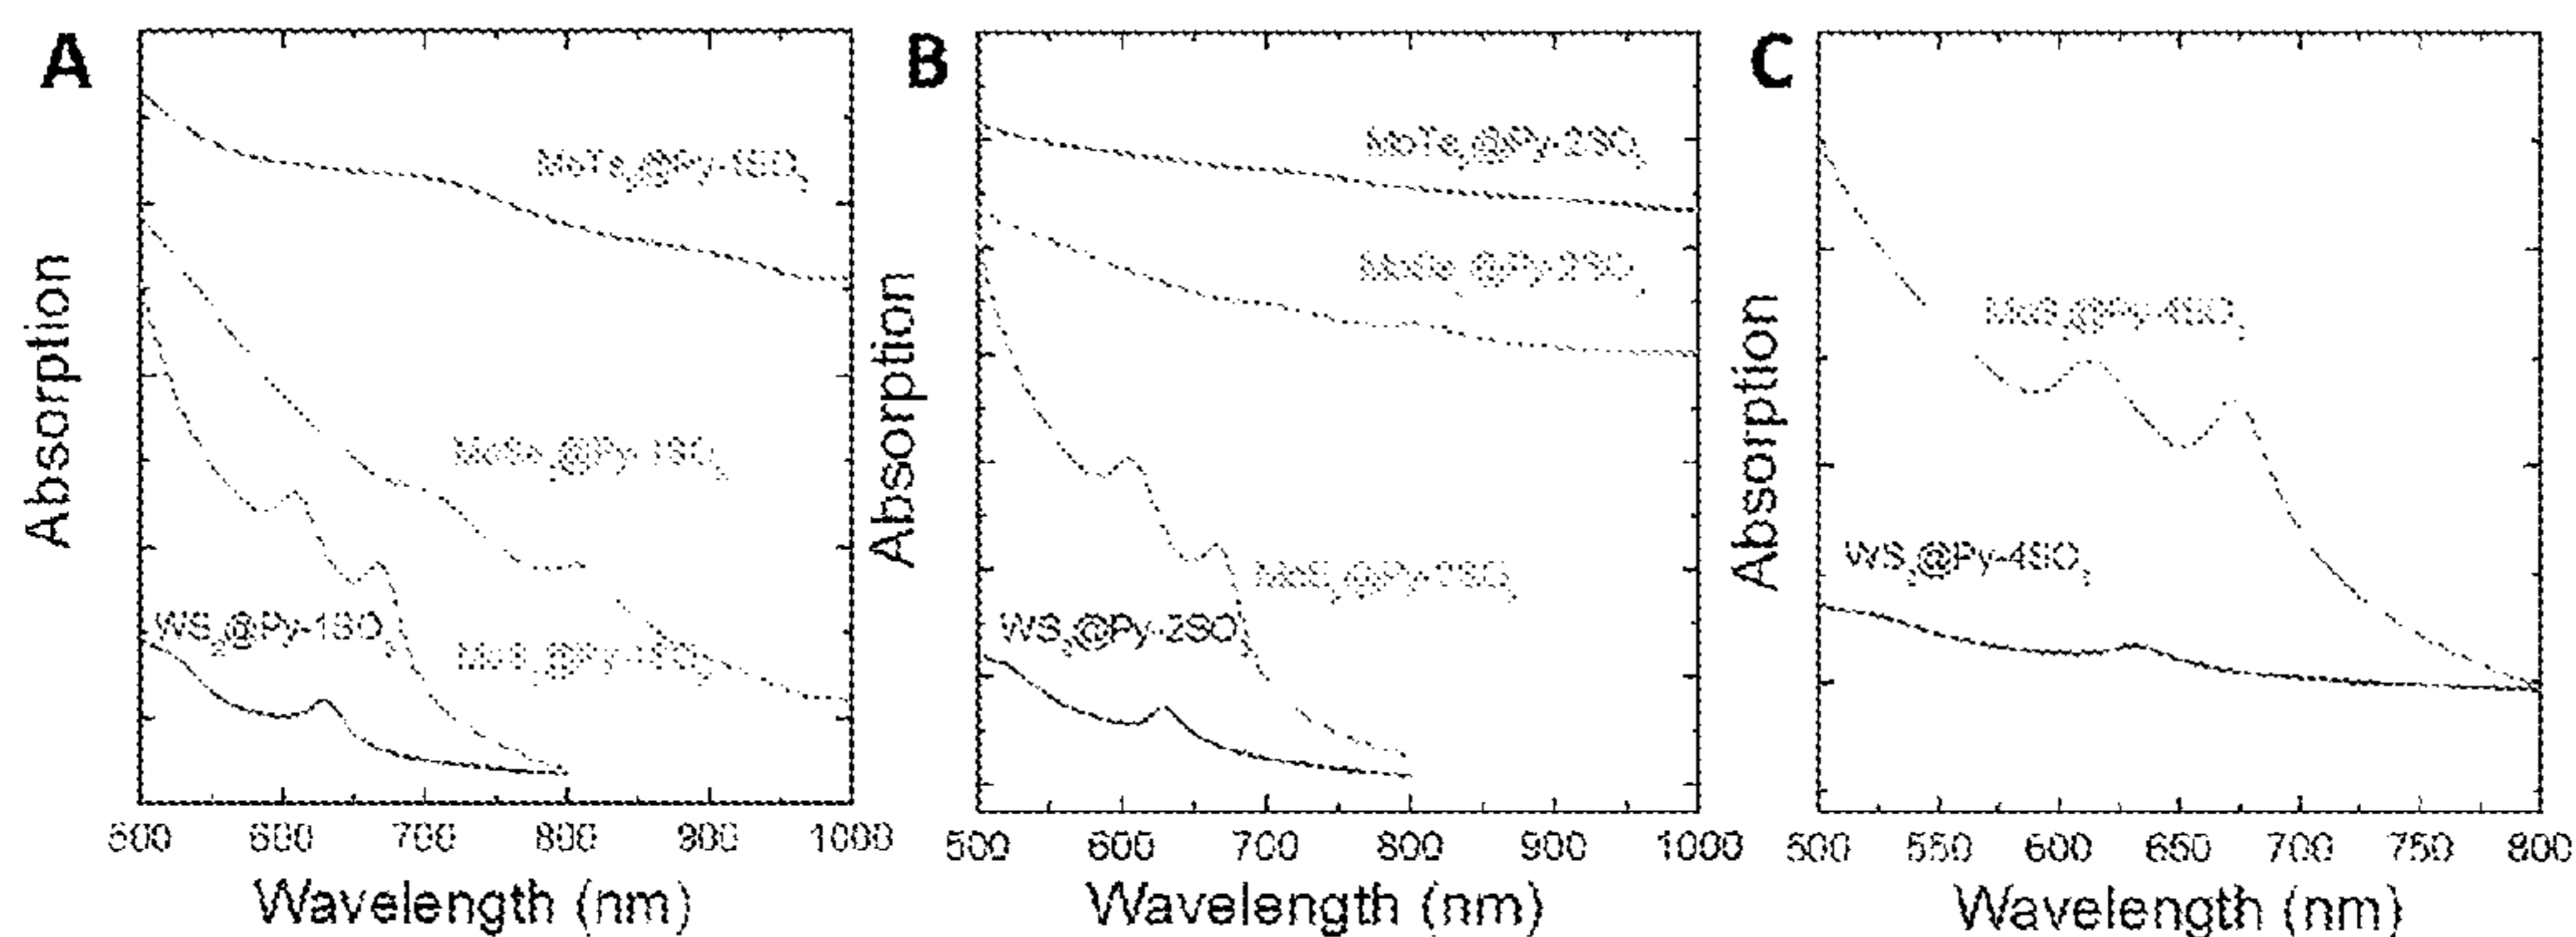 A
Absorption
MoTe₂@Py-1SO₃
MoSe₂@Py-1SO₃
WS₂@Py-1SO₃
MoS₂@Py-1SO₃
500 600 700 800 900 1000
Wavelength (nm)
B
Absorption
MoTe₂@Py-2SO₃
MoSe₂@Py-2SO₃
MoS₂@Py-2SO₃
WS₂@Py-2SO₃
500 600 700 800 900 1000
Wavelength (nm)
C
Absorption
MoS₂@Py-4SO₃
WS₂@Py-4SO₃
500 550 600 650 700 750 800
Wavelength (nm)